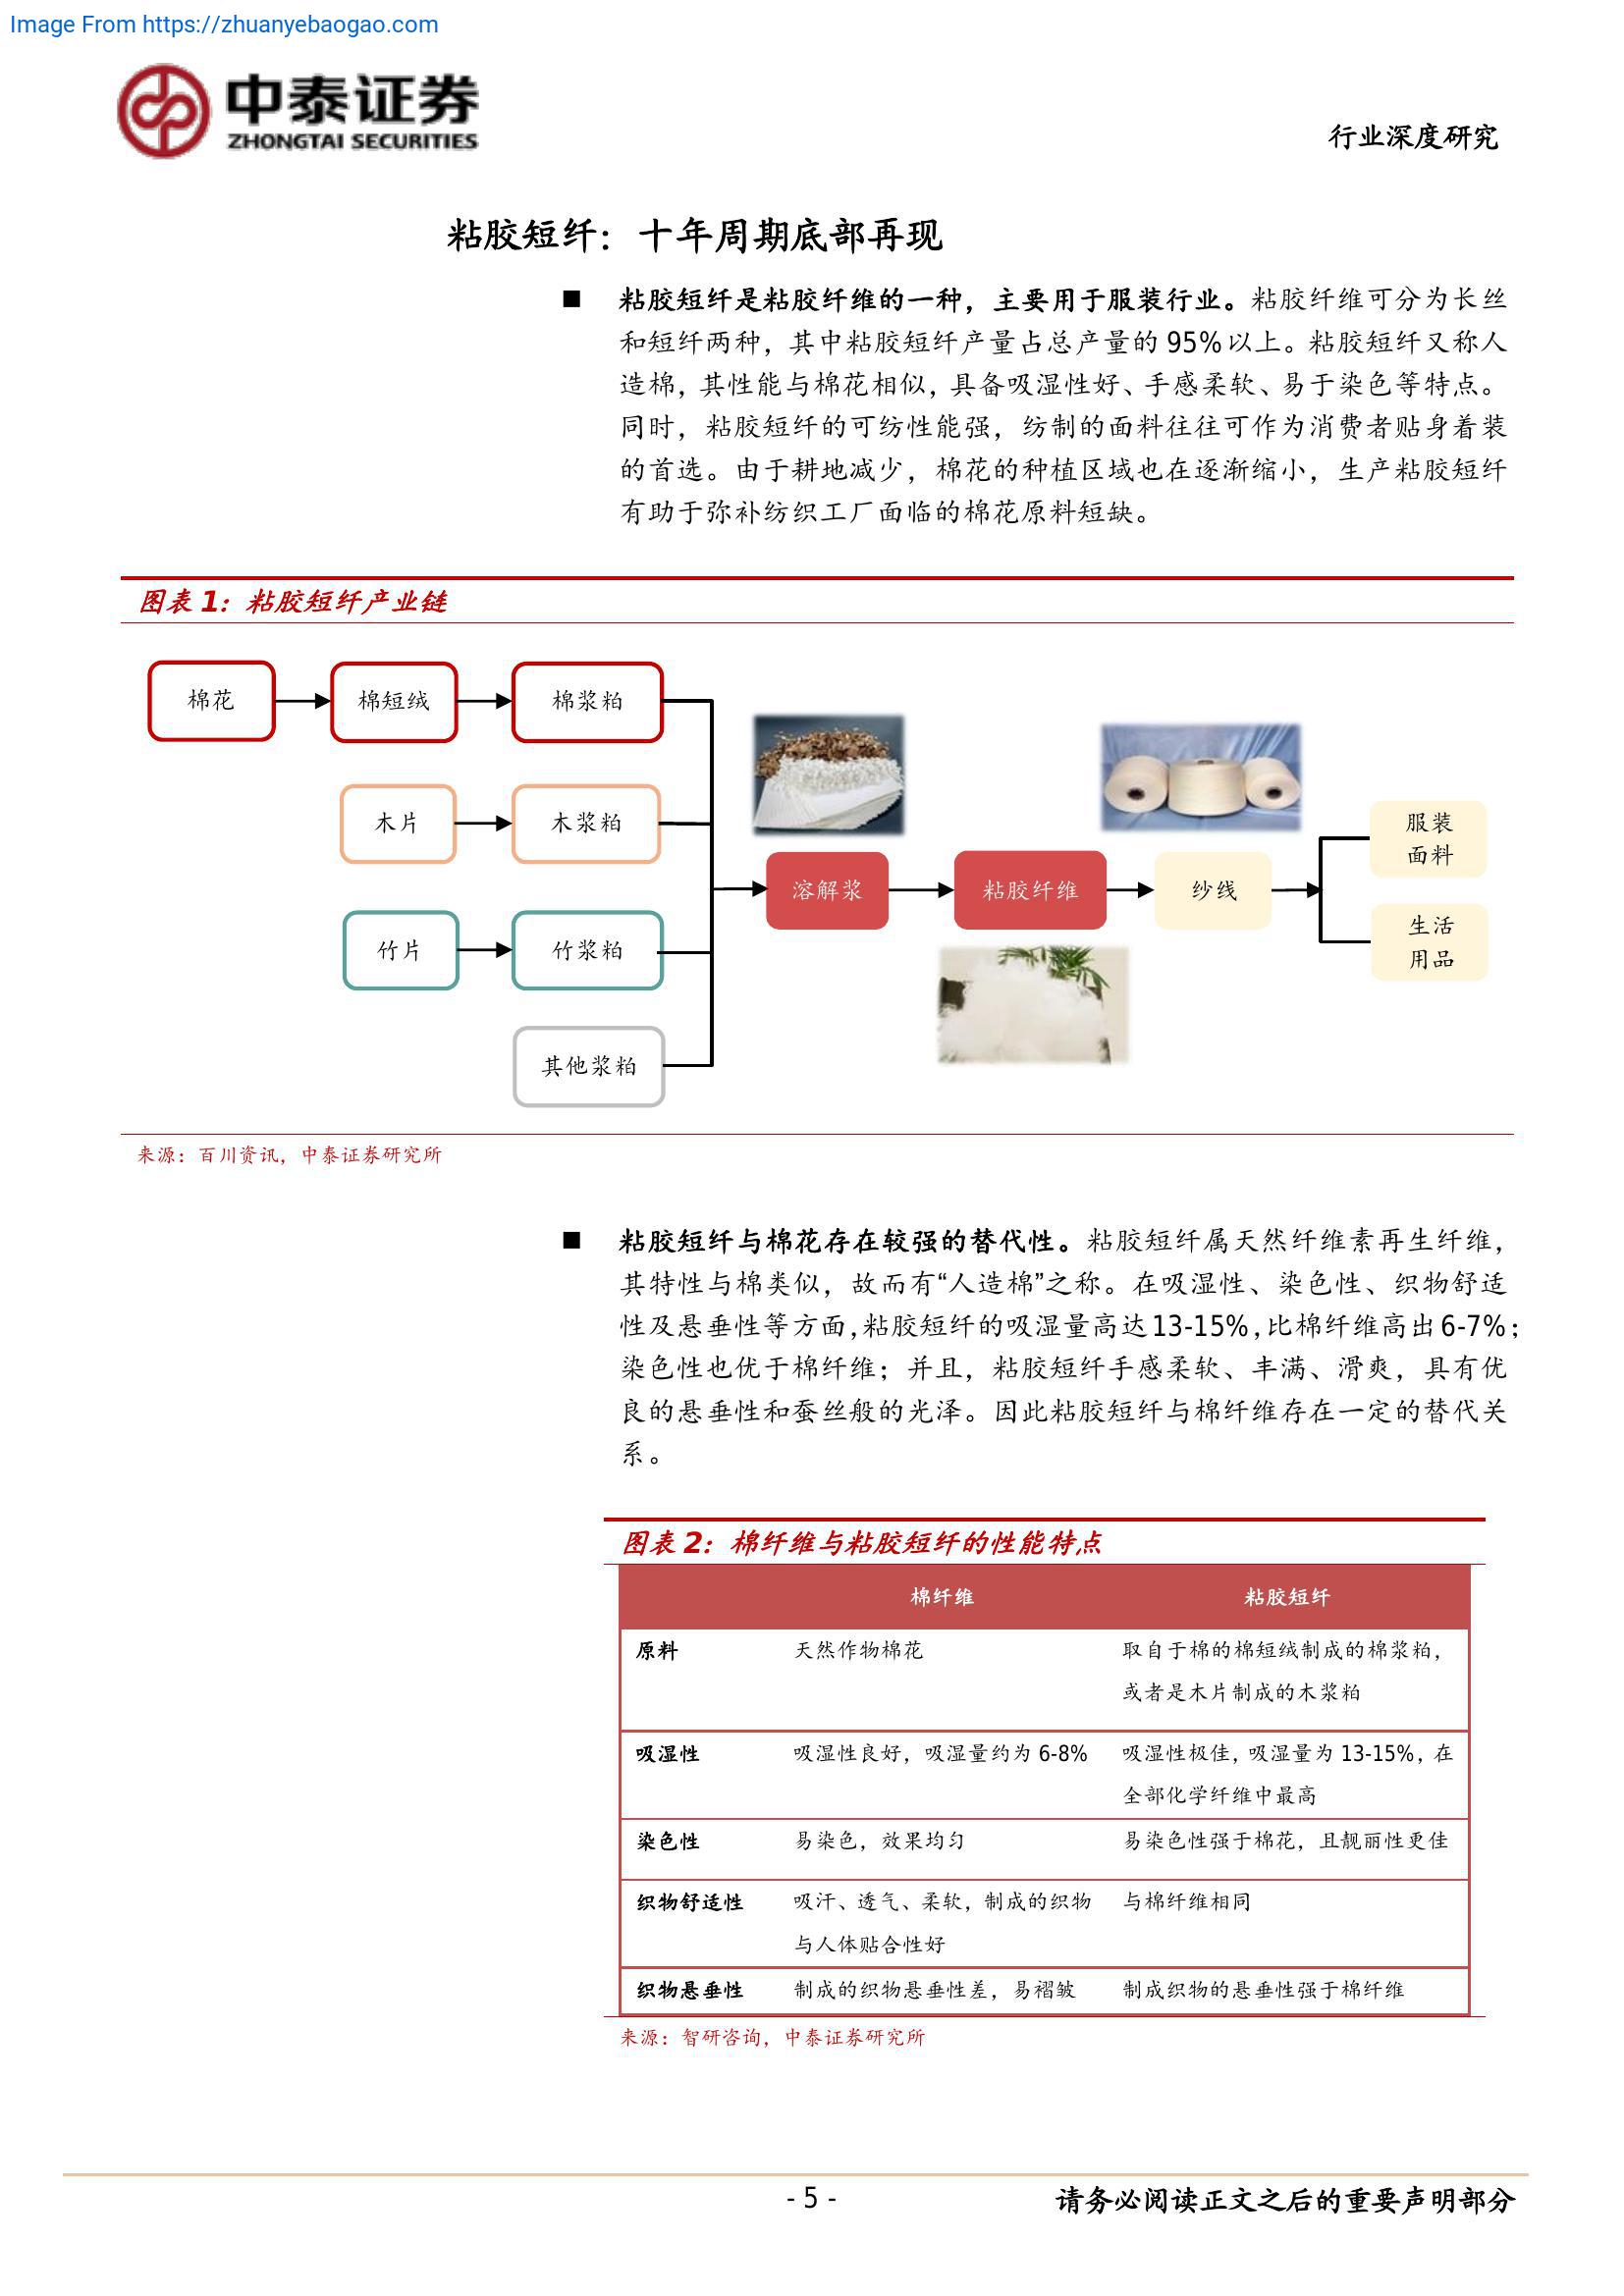 Image From https://zhuanyebaogao.com
中泰证券
ZHONGTAI SECURITIES
行业深度研究
粘胶短纤：十年周期底部再现
■ 粘胶短纤是粘胶纤维的一种，主要用于服装行业。粘胶纤维可分为长丝
和短纤两种，其中粘胶短纤产量占总产量的 95%以上。粘胶短纤又称人
造棉，其性能与棉花相似，具备吸湿性好、手感柔软、易于染色等特点。
同时，粘胶短纤的可纺性能强，纺制的面料往往可作为消费者贴身着装
的首选。由于耕地减少，棉花的种植区域也在逐渐缩小，生产粘胶短纤
有助于弥补纺织工厂面临的棉花原料短缺。
图表 1：粘胶短纤产业链
棉花
棉短绒
棉浆粕
木片
木浆粕
竹片
竹浆粕
其他浆粕
溶解浆
粘胶纤维
纱线
服装
面料
生活
用品
来源：百川资讯，中泰证券研究所
■ 粘胶短纤与棉花存在较强的替代性。粘胶短纤属天然纤维素再生纤维，
其特性与棉类似，故而有“人造棉”之称。在吸湿性、染色性、织物舒适
性及悬垂性等方面，粘胶短纤的吸湿量高达 13-15%，比棉纤维高出 6-7%；
染色性也优于棉纤维；并且，粘胶短纤手感柔软、丰满、滑爽，具有优
良的悬垂性和蚕丝般的光泽。因此粘胶短纤与棉纤维存在一定的替代关
系。
图表 2：棉纤维与粘胶短纤的性能特点
棉纤维 粘胶短纤
原料 天然作物棉花 取自于棉的棉短绒制成的棉浆粕，
或者是木片制成的木浆粕
吸湿性 吸湿性良好，吸湿量约为 6-8% 吸湿性极佳，吸湿量为 13-15%，在
全部化学纤维中最高
染色性 易染色，效果均匀 易染色性强于棉花，且靓丽性更佳
织物舒适性 吸汗、透气、柔软，制成的织物 与棉纤维相同
与人体贴合性好
织物悬垂性 制成的织物悬垂性差，易褶皱 制成织物的悬垂性强于棉纤维
来源：智研咨询，中泰证券研究所
- 5 -
请务必阅读正文之后的重要声明部分